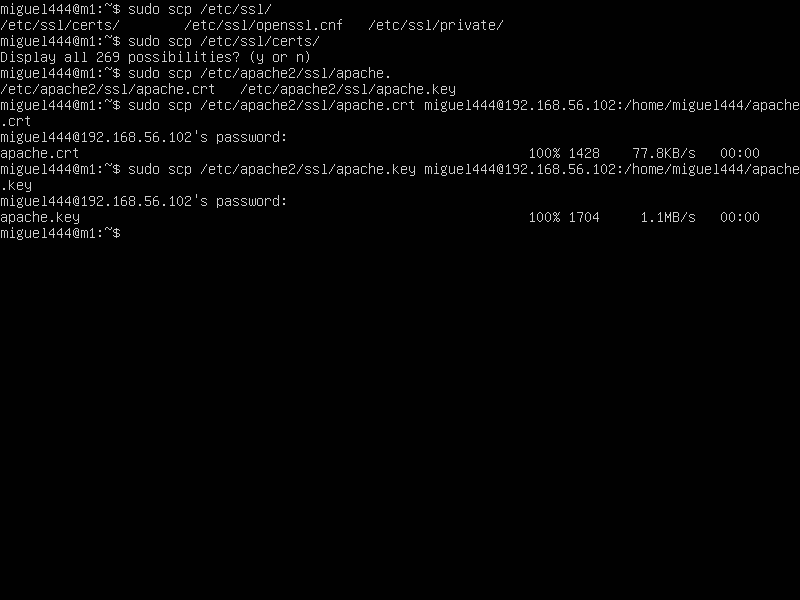 miguel444@m1:~$ sudo scp /etc/ssl/
/etc/ssl/certs/        /etc/ssl/openssl.cnf   /etc/ssl/private/
miguel444@m1:~$ sudo scp /etc/ssl/certs/
Display all 269 possibilities? (y or n)
miguel444@m1:~$ sudo scp /etc/apache2/ssl/apache.
/etc/apache2/ssl/apache.crt   /etc/apache2/ssl/apache.key
miguel444@m1:~$ sudo scp /etc/apache2/ssl/apache.crt miguel444@192.168.56.102:/home/miguel444/apache
.crt
miguel444@192.168.56.102's password:
apache.crt                                                        100% 1428    77.8KB/s   00:00
miguel444@m1:~$ sudo scp /etc/apache2/ssl/apache.key miguel444@192.168.56.102:/home/miguel444/apache
.key
miguel444@192.168.56.102's password:
apache.key                                                        100% 1704     1.1MB/s   00:00
miguel444@m1:~$